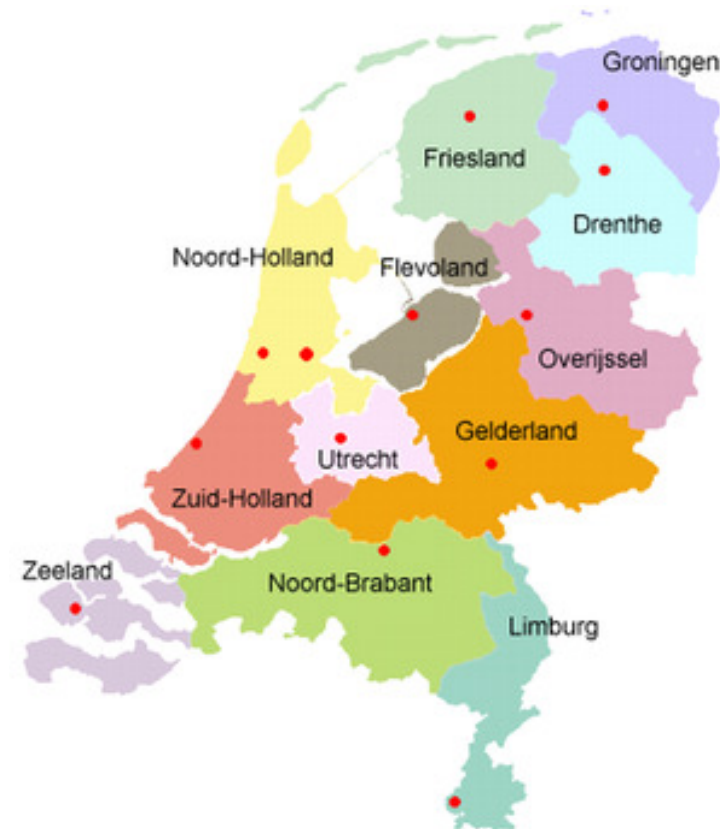 Groningen
Friesland
Drenthe
Noord-Holland
Flevoland
Overijssel
Gelderland
Utrecht
Zuid-Holland
Zeeland
Noord-Brabant
Limburg